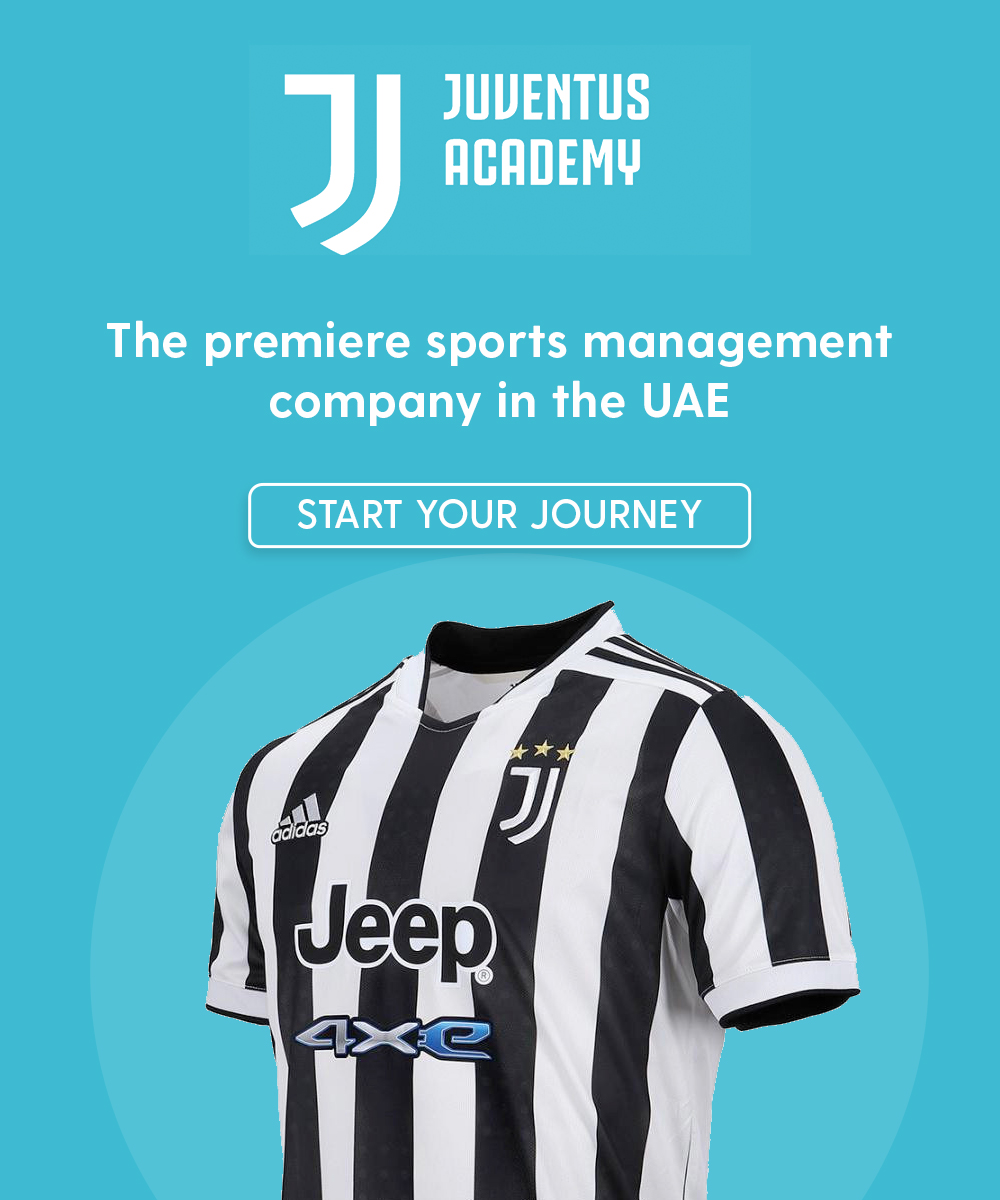 JUVENTUS
ACADEMY
The premiere sports management
company in the UAE
START YOUR JOURNEY
adidas
Jeep
®
4xe